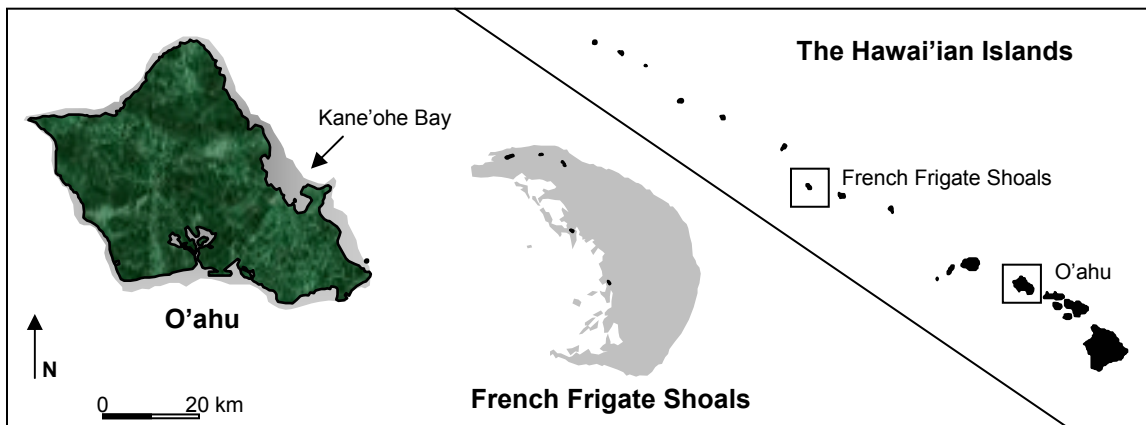 The Hawai'ian Islands
Kane'ohe Bay
French Frigate Shoals
O'ahu
O'ahu
N
0 20 km
French Frigate Shoals